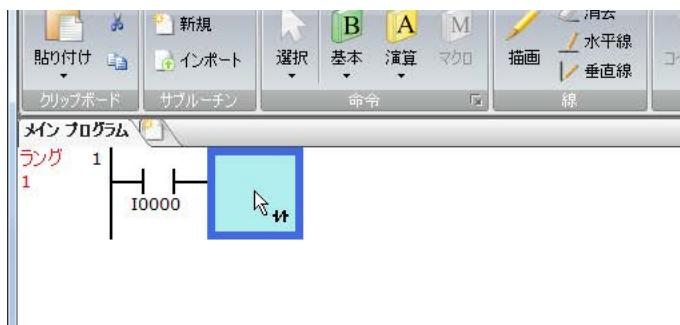 消去
新規
水平線
貼り付け
インポート
選択 基本 演算 マクロ 描画
垂直線
クリップボード サブルーチン 命令 線
メイン プログラム
ラング 1
1
I0000